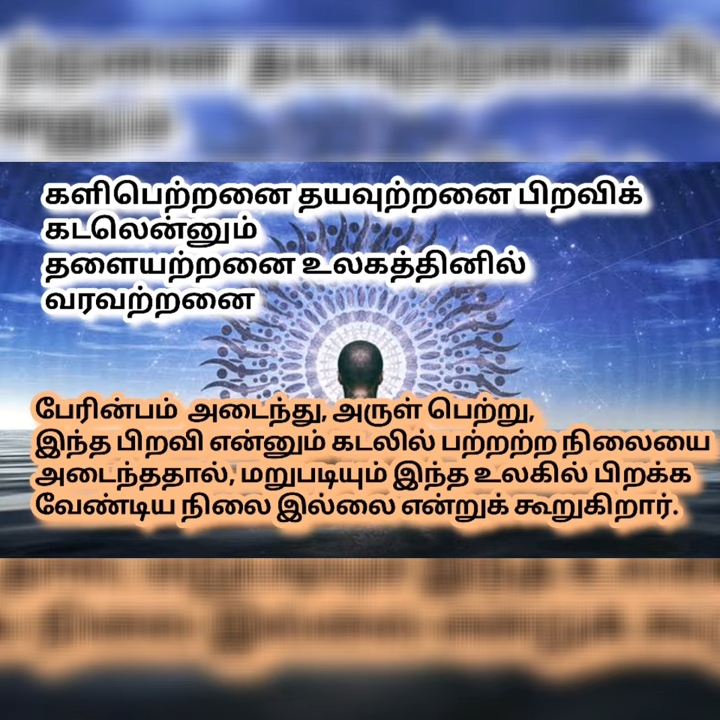 களிபெற்றனை தயவுற்றனை பிறவிக்
கடலென்னும்
தளையற்றனை உலகத்தினில்
வரவற்றனை
பேரின்பம் அடைந்து, அருள் பெற்று,
இந்த பிறவி என்னும் கடலில் பற்றற்ற நிலையை
அடைந்ததால், மறுபடியும் இந்த உலகில் பிறக்க
வேண்டிய நிலை இல்லை என்றுக் கூறுகிறார்.